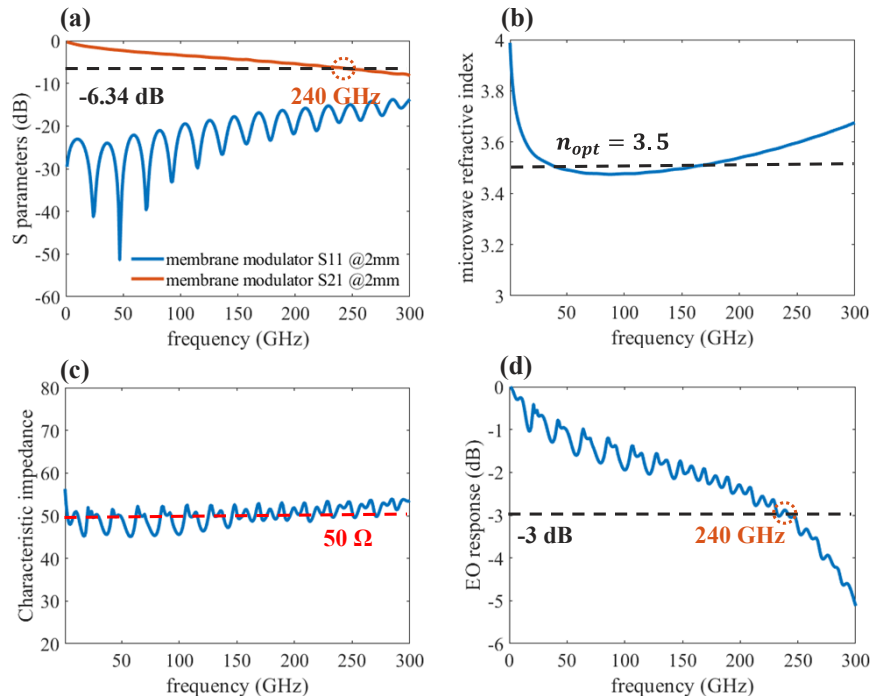 (a)
0
-10
-20
-30
-40
-50
-60
S parameters (dB)
-6.34 dB
240 GHz
membrane modulator S11 @2mm
membrane modulator S21 @2mm
0 50 100 150 200 250 300
frequency (GHz)
(b)
4
3.8
3.6
3.4
3.2
3
microwave refractive index
n_opt = 3.5
0 50 100 150 200 250 300
frequency (GHz)
(c)
80
70
60
50
40
30
20
Characteristic impedance
50 Ω
50 100 150 200 250 300
frequency (GHz)
(d)
0
-1
-2
-3
-4
-5
-6
EO response (dB)
-3 dB
240 GHz
0 50 100 150 200 250 300
frequency (GHz)